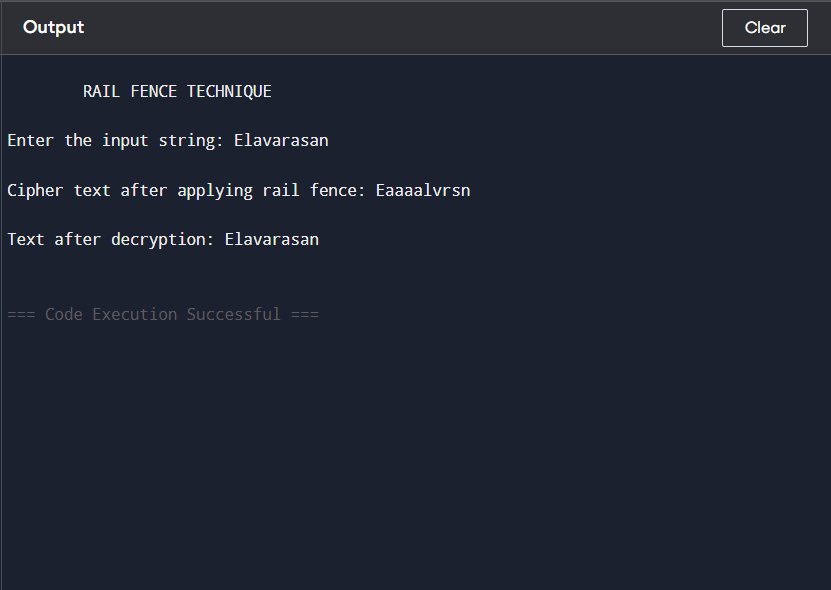 Output
Clear
RAIL FENCE TECHNIQUE
Enter the input string: Elavarasan
Cipher text after applying rail fence: Eaaaalvrsn
Text after decryption: Elavarasan
=== Code Execution Successful ===